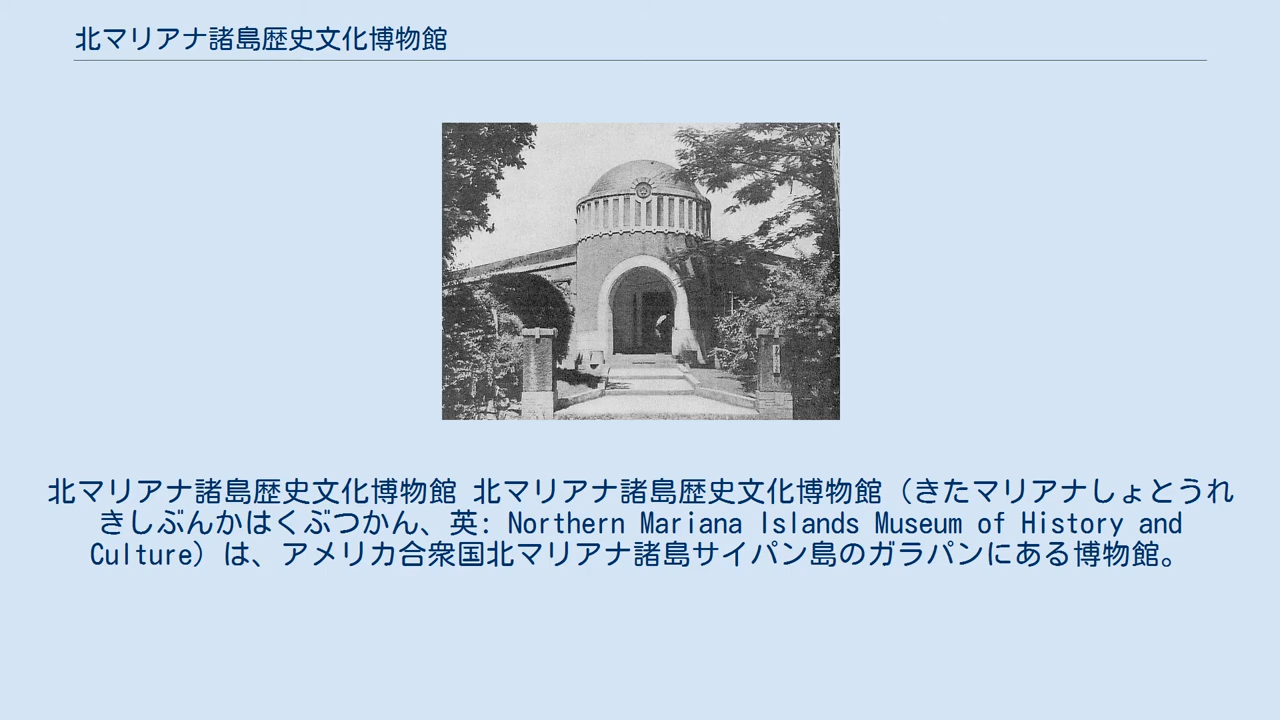 北マリアナ諸島歴史文化博物館
北マリアナ諸島歴史文化博物館 北マリアナ諸島歴史文化博物館（きたマリアナしょとうれ
きしぶんかはくぶつかん、英: Northern Mariana Islands Museum of History and
Culture）は、アメリカ合衆国北マリアナ諸島サイパン島のガラパンにある博物館。